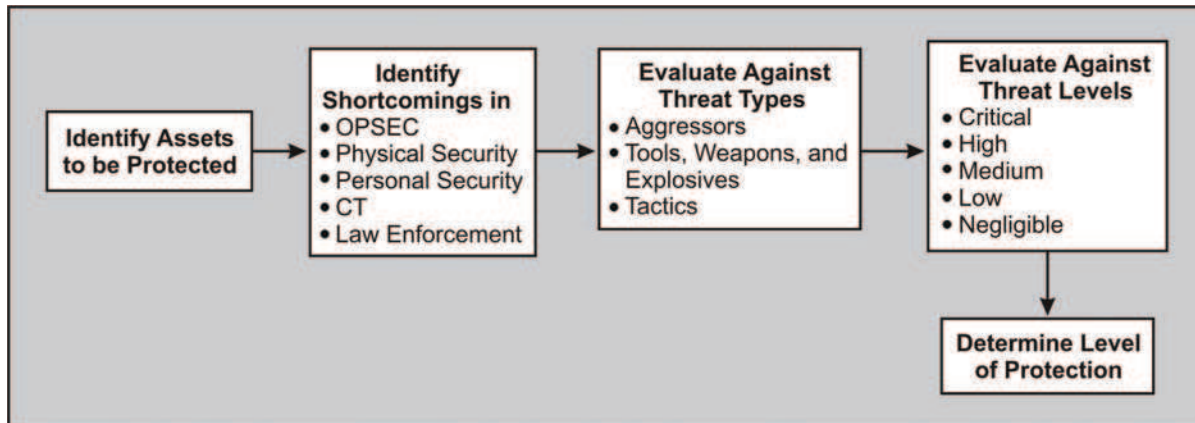 Identify Assets
to be Protected
Identify
Shortcomings in
• OPSEC
• Physical Security
• Personal Security
• CT
• Law Enforcement
Evaluate Against
Threat Types
• Aggressors
• Tools, Weapons, and
Explosives
• Tactics
Evaluate Against
Threat Levels
• Critical
• High
• Medium
• Low
• Negligible
Determine Level
of Protection